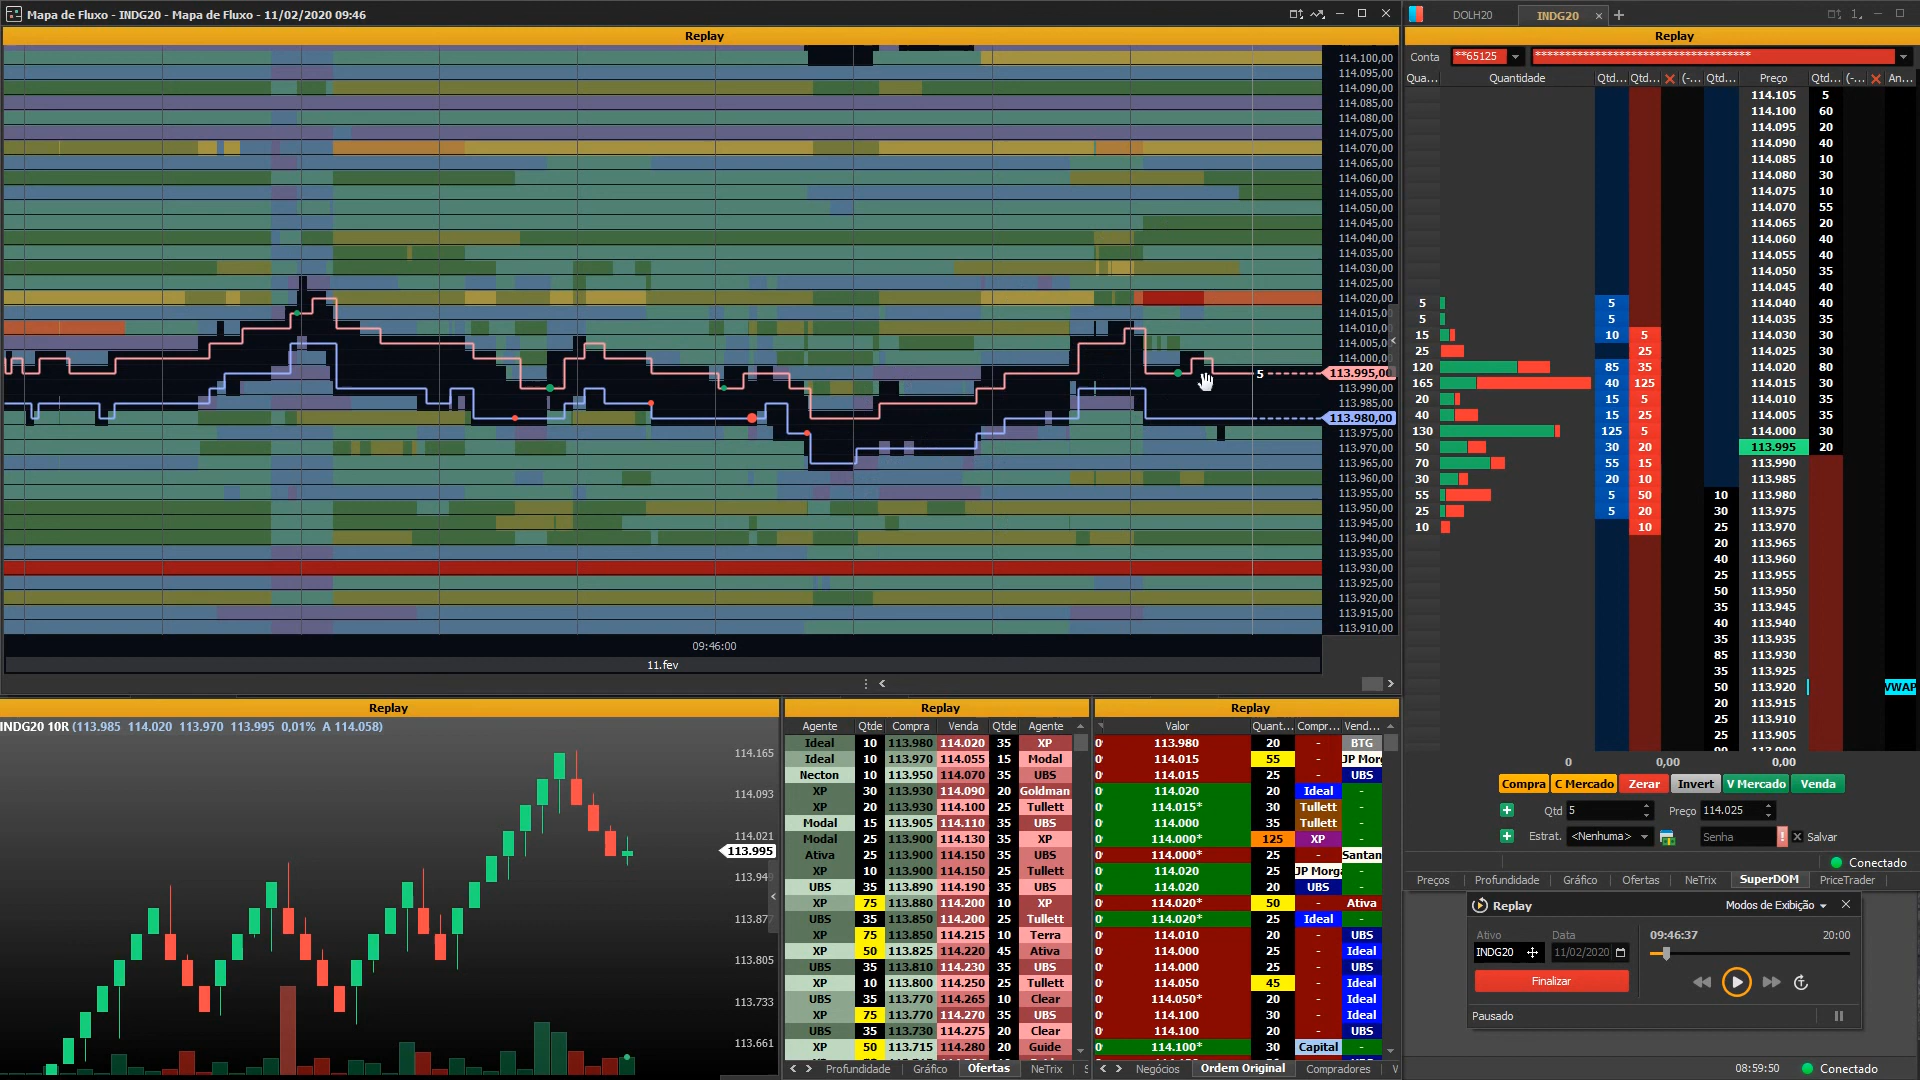 Mapa de Fluxo - INDG20 - Mapa de Fluxo - 11/02/2020 09:46
Replay
114.100,00
114.095,00
114.090,00
114.085,00
114.080,00
114.075,00
114.070,00
114.065,00
114.060,00
114.055,00
114.050,00
114.045,00
114.040,00
114.035,00
114.030,00
114.025,00
114.020,00
114.015,00
114.010,00
114.005,00
114.000,00
5 113.995,00
113.990,00
113.985,00
113.980,00
113.975,00
113.970,00
113.965,00
113.960,00
113.955,00
113.950,00
113.945,00
113.940,00
113.935,00
113.930,00
113.925,00
113.920,00
113.915,00
113.910,00
09:46:00
11.fev
DOLH20 INDG20
Replay
Conta **65125 ************************************
Qua... Quantidade Qtd... Qtd... (-... Qtd... Preço Qtd... (-... An...
114.105 5
114.100 60
114.095 20
114.090 40
114.085 10
114.080 30
114.075 10
114.070 55
114.065 20
114.060 40
114.055 40
114.050 35
114.045 40
5 5 114.040 40
5 5 114.035 35
15 10 5 114.030 30
25 25 114.025 30
120 85 35 114.020 80
165 40 125 114.015 30
20 15 5 114.010 35
40 15 25 114.005 35
130 125 5 114.000 30
50 30 20 113.995 20
70 55 15 113.990
30 20 10 113.985
55 5 50 10 113.980
25 5 20 30 113.975
10 10 25 113.970
20 113.965
40 113.960
25 113.955
50 113.950
35 113.945
40 113.940
35 113.935
85 113.930
35 113.925
50 113.920 VWAP
20 113.915
25 113.910
25 113.905
0 0,00 0,00
Compra C Mercado Zerar Invert V Mercado Venda
Qtd 5 Preço 114.025
Estrat. <Nenhuma> Senha ! Salvar
Conectado
Preços Profundidade Gráfico Ofertas NeTrix SuperDOM PriceTrader
Replay Modos de Exibição
Ativo Data 09:46:37 20:00
INDG20 11/02/2020
Finalizar
Pausado
08:59:50 Conectado
Replay
INDG20 10R (113.985 114.020 113.970 113.995 0,01% A 114.058)
114.165
114.093
114.021
113.995
113.949
113.877
113.805
113.733
113.661
Replay
Agente Qtde Compra Venda Qtde Agente
Ideal 10 113.980 114.020 35 XP
Ideal 10 113.970 114.055 15 Modal
Necton 10 113.950 114.070 35 UBS
XP 30 113.930 114.090 20 Goldman
XP 20 113.930 114.100 25 Tullett
Modal 15 113.905 114.110 35 UBS
Modal 25 113.900 114.130 35 XP
Ativa 25 113.900 114.150 35 UBS
XP 10 113.900 114.150 25 Tullett
UBS 35 113.890 114.190 35 UBS
XP 75 113.880 114.200 10 XP
UBS 35 113.850 114.200 25 Tullett
XP 75 113.850 114.215 10 Terra
XP 50 113.825 114.220 45 Ativa
UBS 35 113.810 114.230 35 UBS
XP 10 113.800 114.250 25 Tullett
UBS 35 113.770 114.265 10 Clear
XP 75 113.770 114.270 35 UBS
UBS 35 113.730 114.275 20 Clear
XP 50 113.715 114.280 20 Guide
Profundidade Gráfico Ofertas NeTrix
Replay
Valor Quant... Compr... Vend...
113.980 20 - BTG
114.015 55 - JP Morg
114.015 25 - UBS
114.020 20 Ideal -
114.015* 30 Tullett -
114.000 35 Tullett -
114.000* 125 XP -
114.000* 25 - Santan
114.020 25 JP Morga -
114.020 20 UBS -
114.020* 50 - Ativa
114.020* 25 Ideal -
114.010 20 - UBS
114.000 25 - Ideal
114.000 25 - UBS
114.050 45 - Ideal
114.050* 20 - Ideal
114.100 30 - Ideal
114.100 20 - UBS
114.100* 30 Capital -
Negócios Ordem Original Compradores